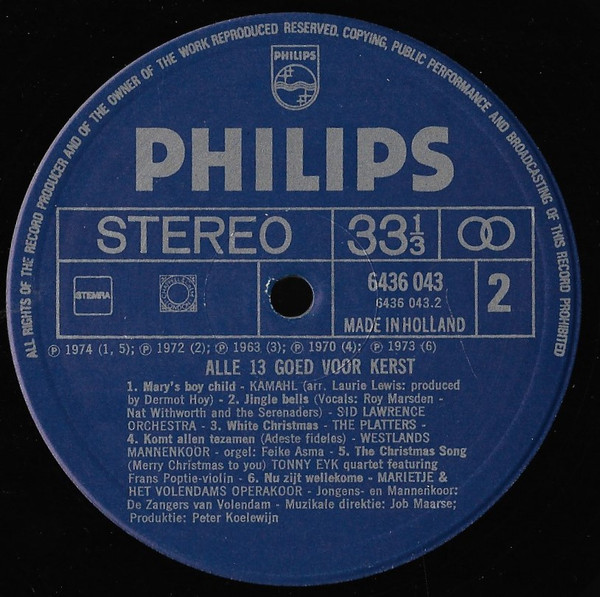 ALL RIGHTS OF THE RECORD PRODUCER AND OF THE OWNER OF THE WORK REPRODUCED RESERVED. COPYING, PUBLIC PERFORMANCE AND BROADCASTING OF THIS RECORD PROHIBITED
PHILIPS
PHILIPS
STEREO 33⅓
STEMRA
6436 043
6436 043.2
MADE IN HOLLAND
2
℗ 1974 (1, 5); ℗ 1972 (2); ℗ 1963 (3); ℗ 1970 (4); ℗ 1973 (6)
ALLE 13 GOED VOOR KERST
1. Mary's boy child - KAMAHL (arr. Laurie Lewis: produced
by Dermot Hoy) - 2. Jingle bells (Vocals: Roy Marsden -
Nat Withworth and the Serenaders) - SID LAWRENCE
ORCHESTRA - 3. White Christmas - THE PLATTERS -
4. Komt allen tezamen (Adeste fideles) - WESTLANDS
MANNENKOOR - orgel: Feike Asma - 5. The Christmas Song
(Merry Christmas to you) TONNY EYK quartet featuring
Frans Poptie-violin - 6. Nu zijt wellekome - MARIETJE &
HET VOLENDAMS OPERAKOOR - Jongens- en Mannenkoor:
De Zangers van Volendam - Muzikale direktie: Job Maarse;
Produktie: Peter Koelewijn